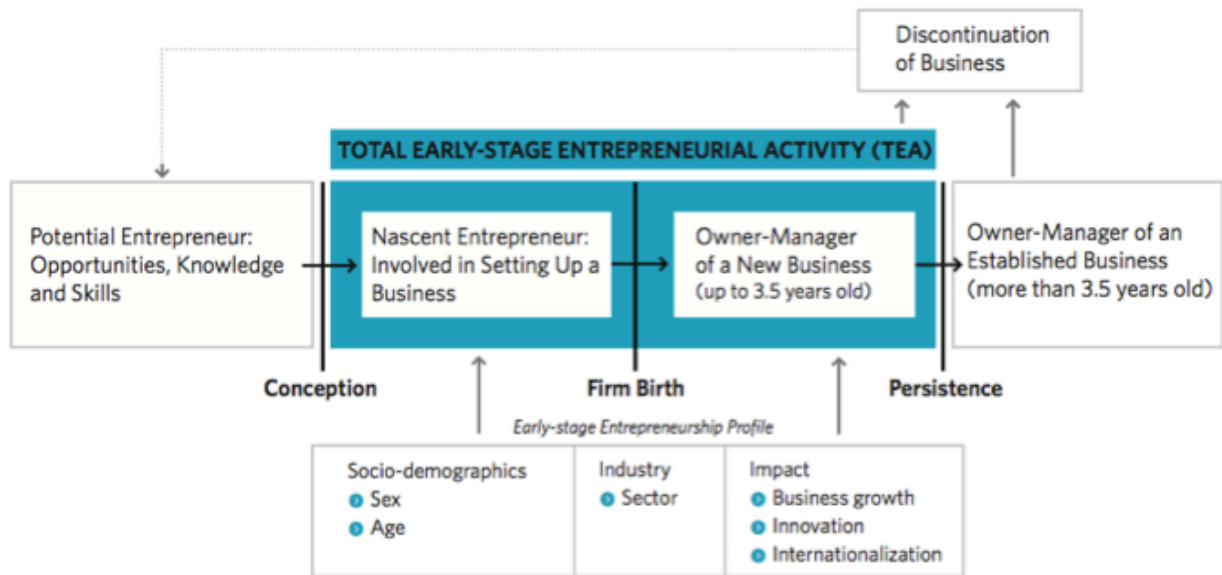 Discontinuation
of Business
TOTAL EARLY-STAGE ENTREPRENEURIAL ACTIVITY (TEA)
Potential Entrepreneur:
Opportunities, Knowledge
and Skills
Nascent Entrepreneur:
Involved in Setting Up a
Business
Owner-Manager
of a New Business
(up to 3.5 years old)
Owner-Manager of an
Established Business
(more than 3.5 years old)
Conception
Firm Birth
Persistence
Early-stage Entrepreneurship Profile
Socio-demographics
Sex
Age
Industry
Sector
Impact
Business growth
Innovation
Internationalization